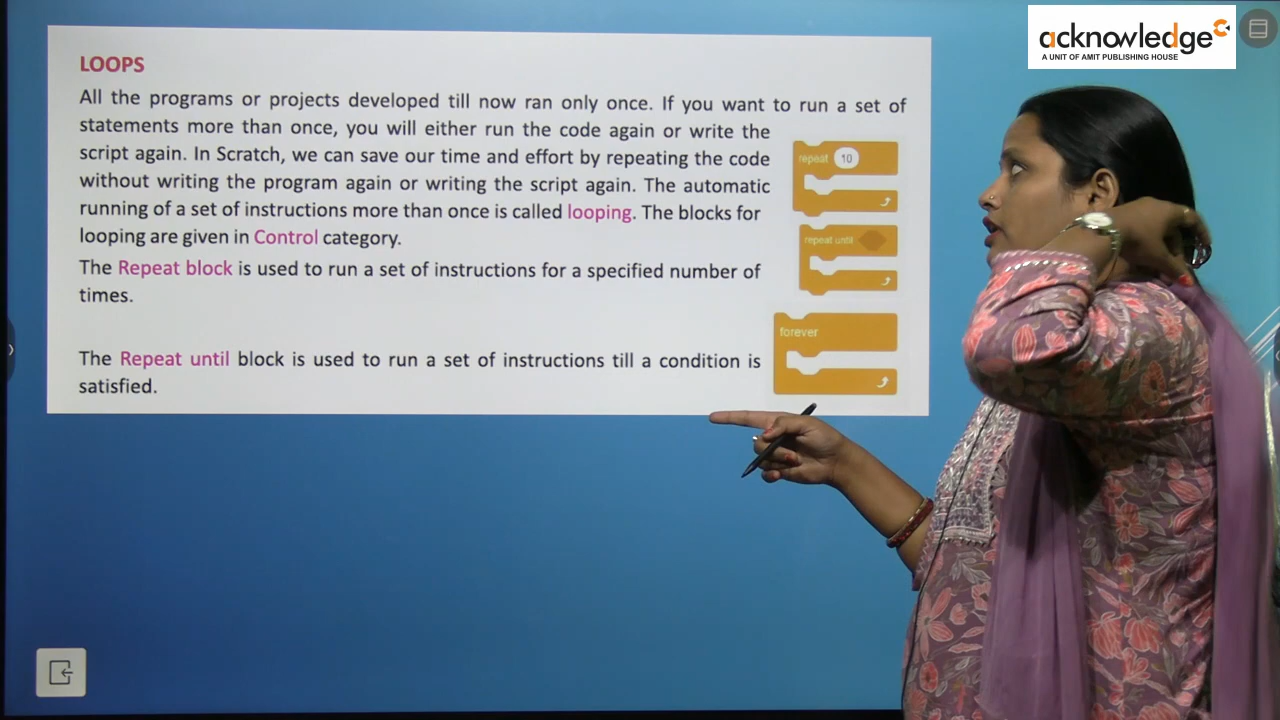 acknowledge
A UNIT OF AMIT PUBLISHING HOUSE
LOOPS
All the programs or projects developed till now ran only once. If you want to run a set of
statements more than once, you will either run the code again or write the
script again. In Scratch, we can save our time and effort by repeating the code
without writing the program again or writing the script again. The automatic
running of a set of instructions more than once is called looping. The blocks for
looping are given in Control category.
The Repeat block is used to run a set of instructions for a specified number of
times.
The Repeat until block is used to run a set of instructions till a condition is
satisfied.
repeat 10
repeat until
forever